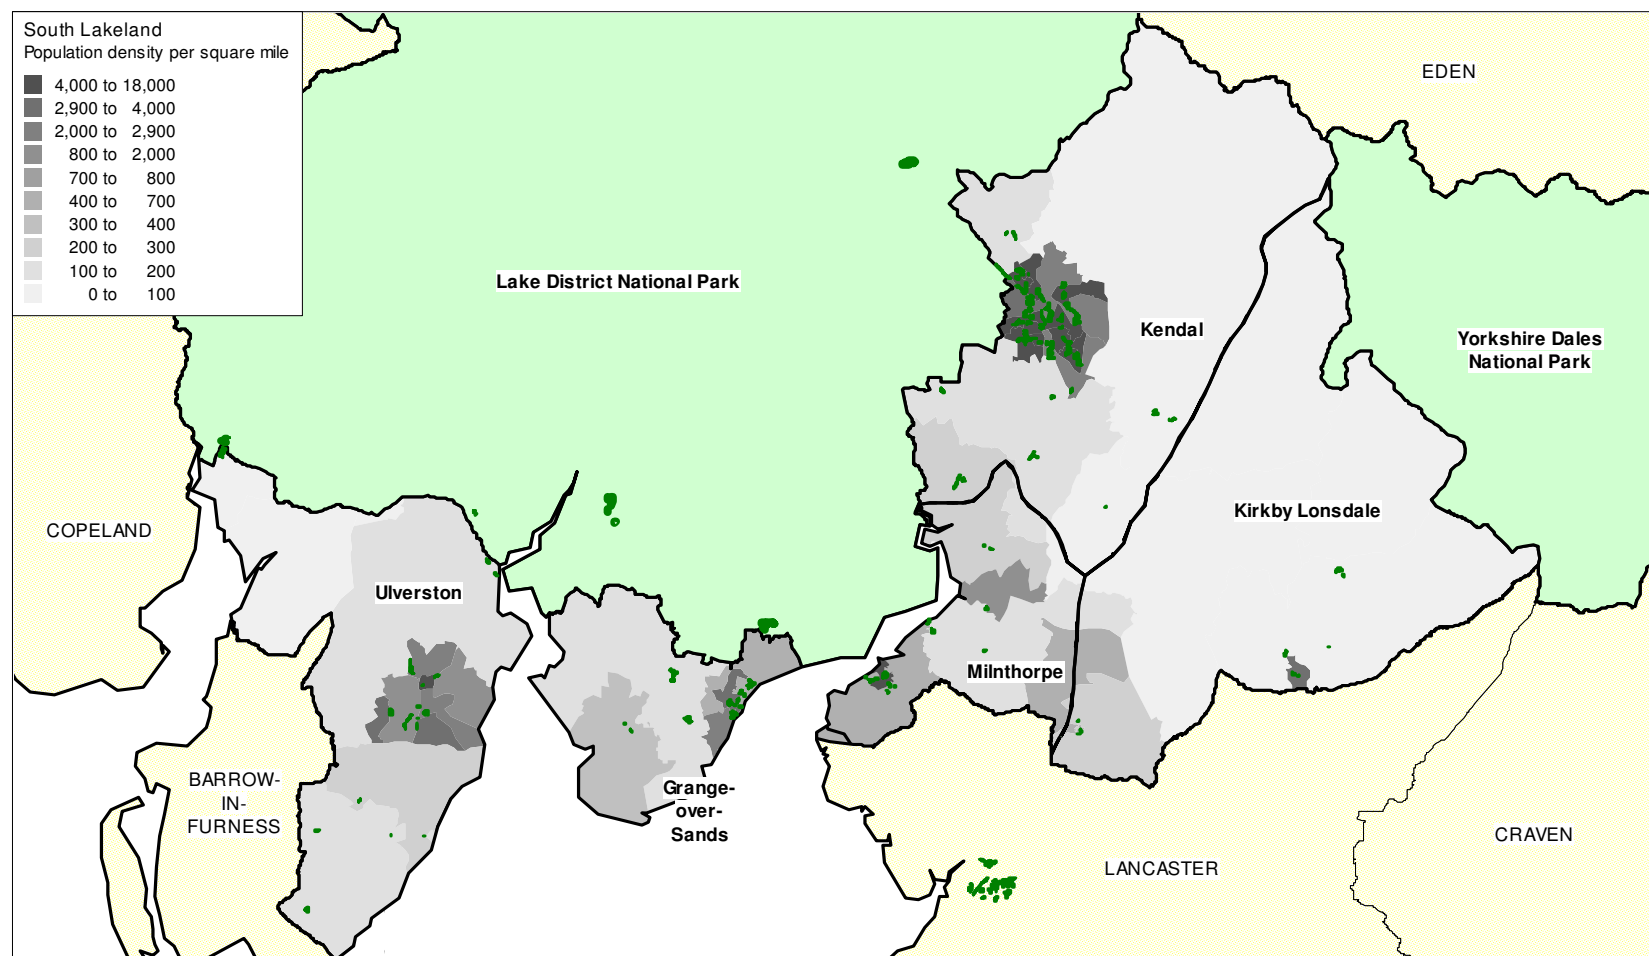 South Lakeland
Population density per square mile
4,000 to 18,000
2,900 to 4,000
2,000 to 2,900
800 to 2,000
700 to 800
400 to 700
300 to 400
200 to 300
100 to 200
0 to 100
EDEN
Lake District National Park
Kendal
Yorkshire Dales
National Park
COPELAND
Kirkby Lonsdale
Ulverston
Milnthorpe
BARROW-
IN-
FURNESS
Grange-
over-
Sands
CRAVEN
LANCASTER